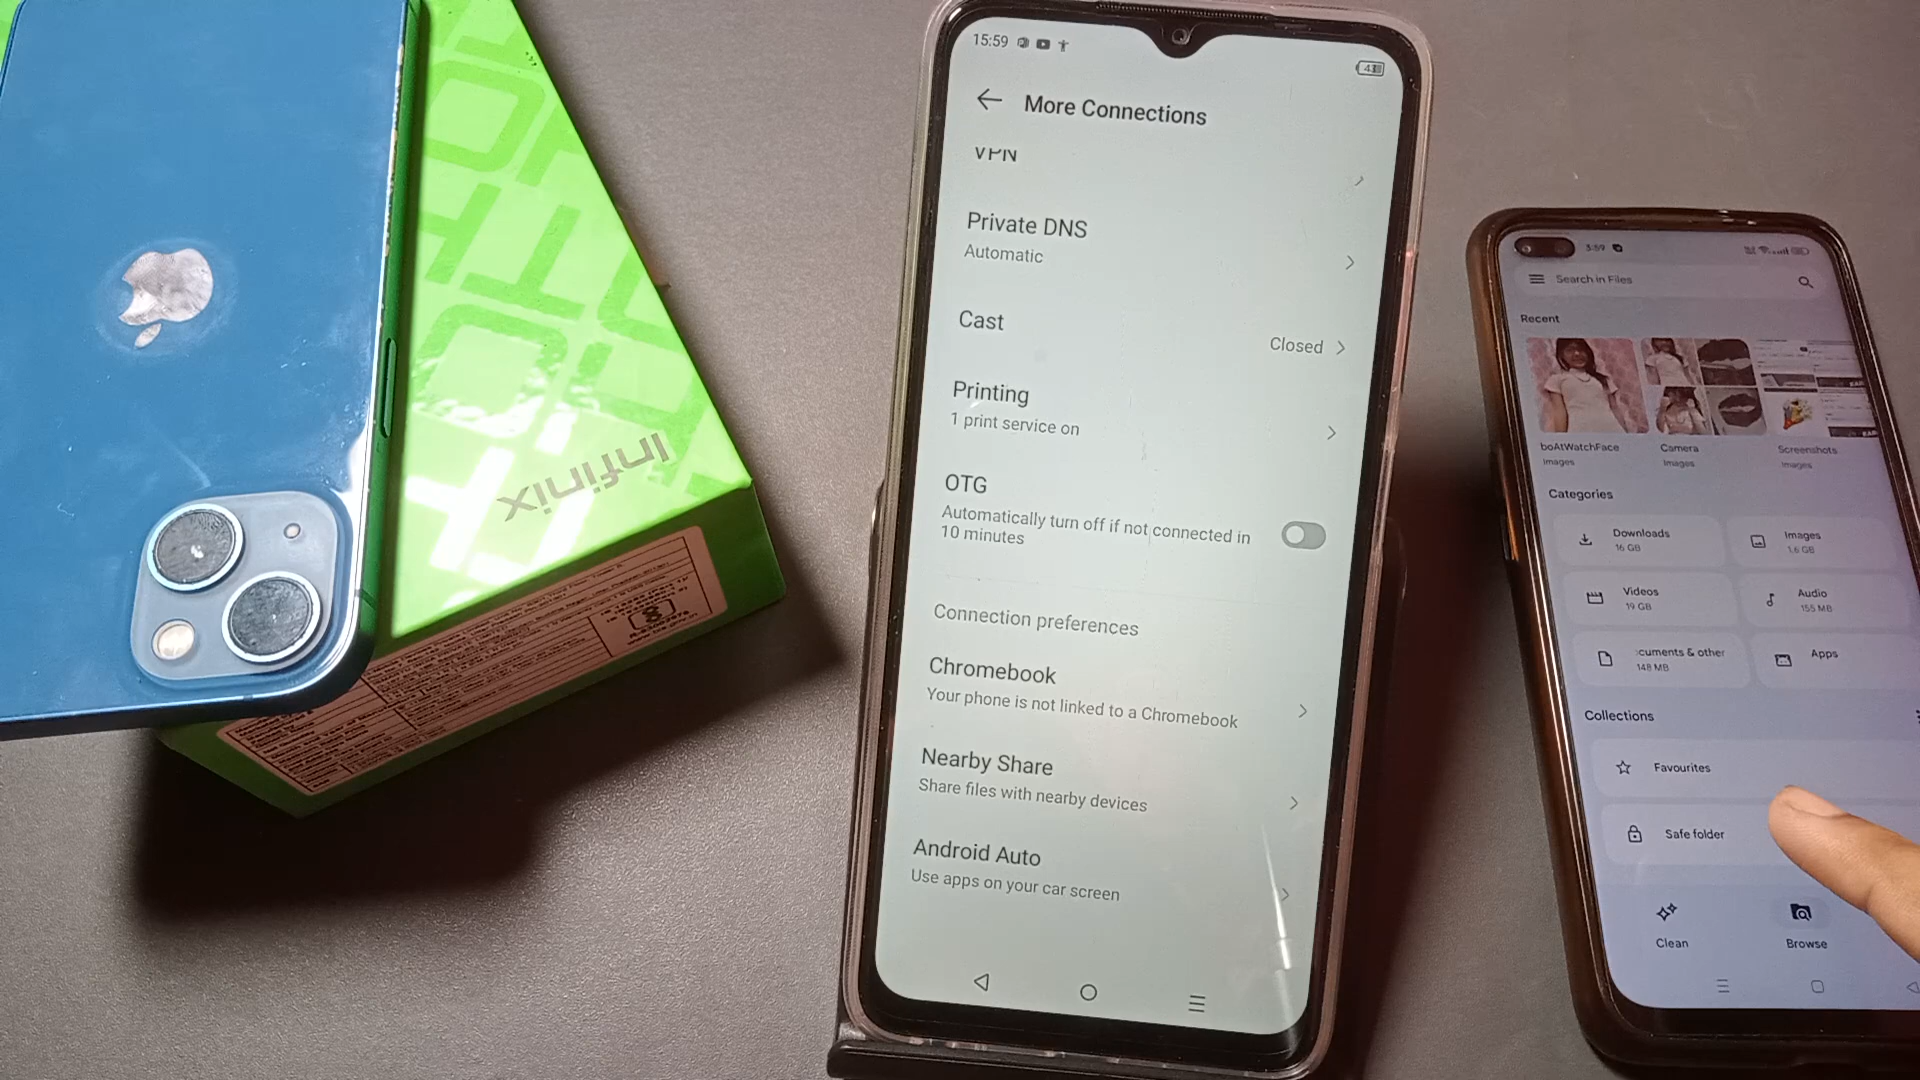 Infinix
15:59
43
More Connections
VPN
Private DNS
Automatic
Cast
Closed
Printing
1 print service on
OTG
Automatically turn off if not connected in
10 minutes
Connection preferences
Chromebook
Your phone is not linked to a Chromebook
Nearby Share
Share files with nearby devices
Android Auto
Use apps on your car screen
3:59
Search in Files
Recent
boAtWatchFace
Images
Camera
Images
Screenshots
Images
Categories
Downloads
16 GB
Images
1.6 GB
Videos
19 GB
Audio
155 MB
cuments & other
148 MB
Apps
Collections
Favourites
Safe folder
Clean
Browse